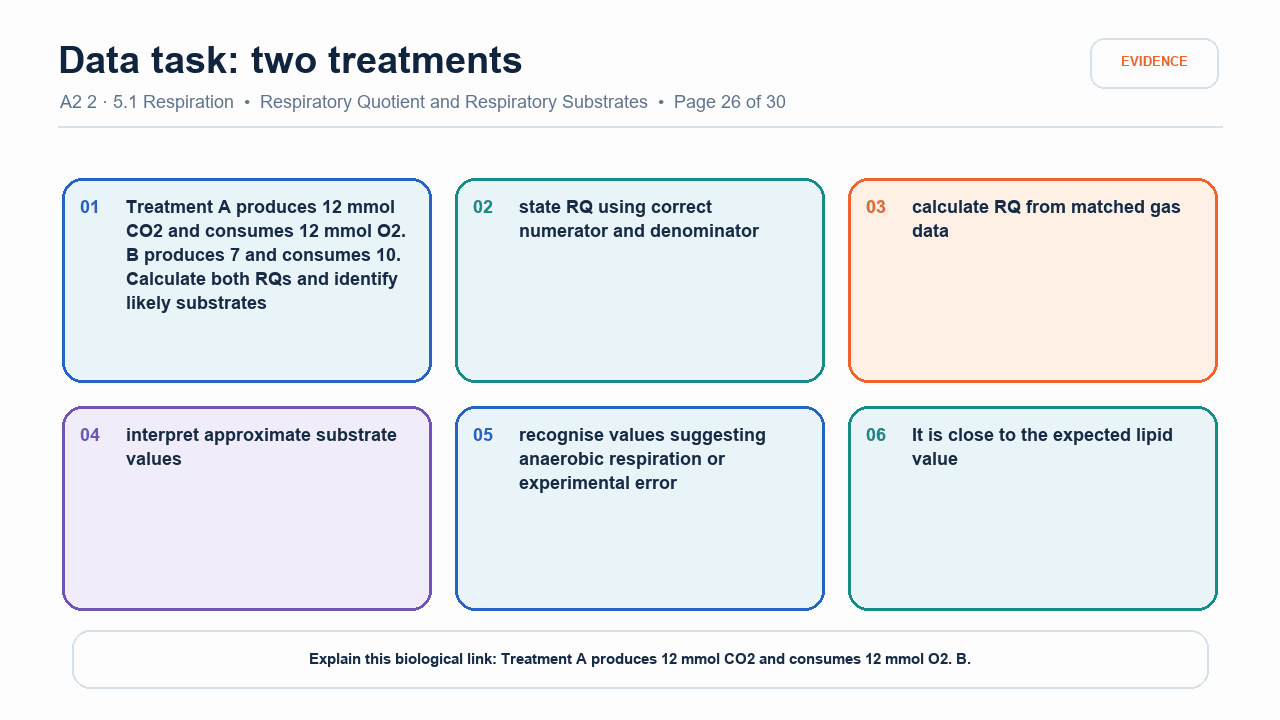 Data task: two treatments
EVIDENCE
A2 2 · 5.1 Respiration • Respiratory Quotient and Respiratory Substrates • Page 26 of 30
01
Treatment A produces 12 mmol
CO2 and consumes 12 mmol O2.
B produces 7 and consumes 10.
Calculate both RQs and identify
likely substrates
02
state RQ using correct
numerator and denominator
03
calculate RQ from matched gas
data
04
interpret approximate substrate
values
05
recognise values suggesting
anaerobic respiration or
experimental error
06
It is close to the expected lipid
value
Explain this biological link: Treatment A produces 12 mmol CO2 and consumes 12 mmol O2. B.